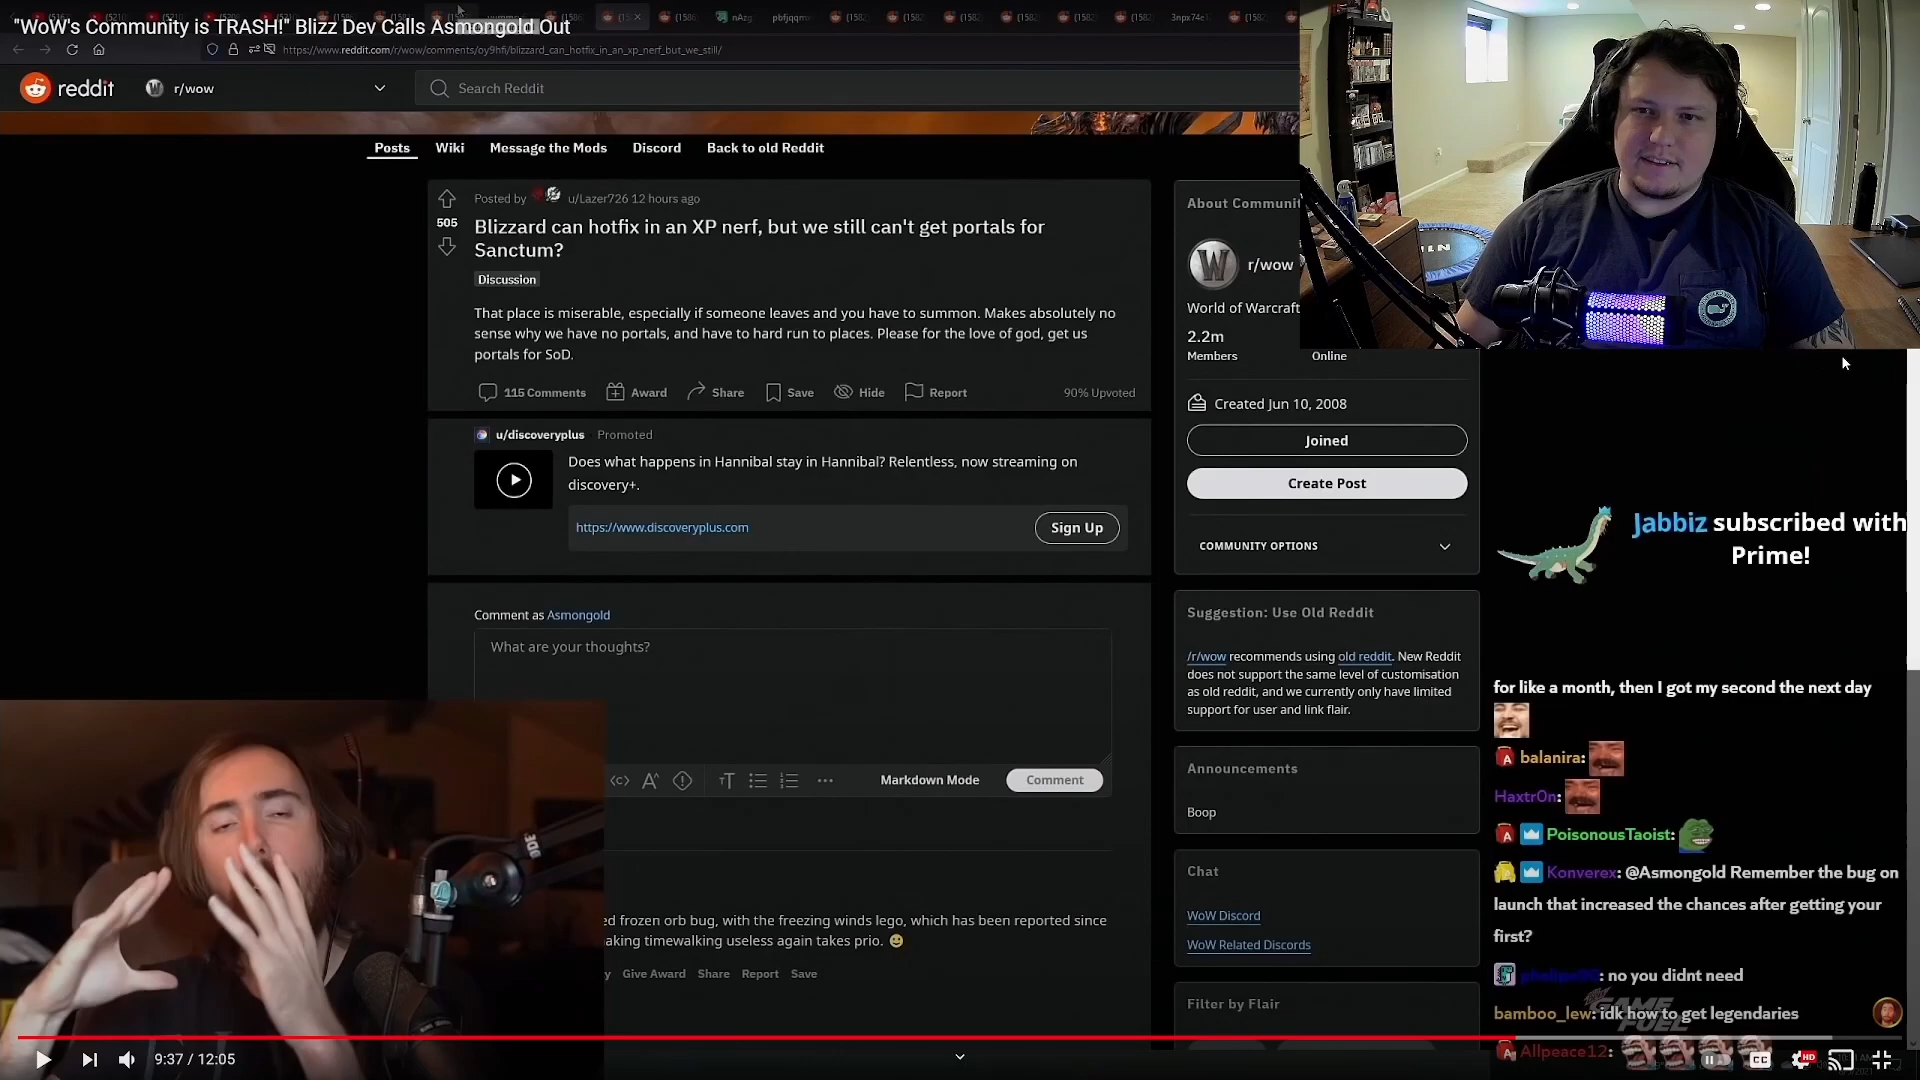 "WoW's Community is TRASH!" Blizz Dev Calls Asmongold Out
https://www.reddit.com/r/wow/comments/oy9hfi/blizzard_can_hotfix_in_an_xp_nerf_but_we_still/
reddit
r/wow
Search Reddit
Posts
Wiki
Message the Mods
Discord
Back to old Reddit
Posted by u/Lazer726 12 hours ago
505
Blizzard can hotfix in an XP nerf, but we still can't get portals for
Sanctum?
Discussion
That place is miserable, especially if someone leaves and you have to summon. Makes absolutely no
sense why we have no portals, and have to hard run to places. Please for the love of god, get us
portals for SoD.
115 Comments
Award
Share
Save
Hide
Report
90% Upvoted
u/discoveryplus Promoted
Does what happens in Hannibal stay in Hannibal? Relentless, now streaming on
discovery+.
https://www.discoveryplus.com
Sign Up
Comment as Asmongold
What are your thoughts?
Markdown Mode
Comment
ed frozen orb bug, with the freezing winds lego, which has been reported since
aking timewalking useless again takes prio.
y Give Award Share Report Save
About Communit
r/wow
World of Warcraft
2.2m
Members
Online
Created Jun 10, 2008
Joined
Create Post
COMMUNITY OPTIONS
Suggestion: Use Old Reddit
/r/wow recommends using old reddit. New Reddit
does not support the same level of customisation
as old reddit, and we currently only have limited
support for user and link flair.
Announcements
Boop
Chat
WoW Discord
WoW Related Discords
Filter by Flair
Jabbiz subscribed with
Prime!
for like a month, then I got my second the next day
balanira:
Haxtr0n:
PoisonousTaoist:
Konverex: @Asmongold Remember the bug on
launch that increased the chances after getting your
first?
: no you didnt need
bamboo_lew: idk how to get legendaries
GAME
FUEL
Allpeace12:
9:37 / 12:05
CC
HD